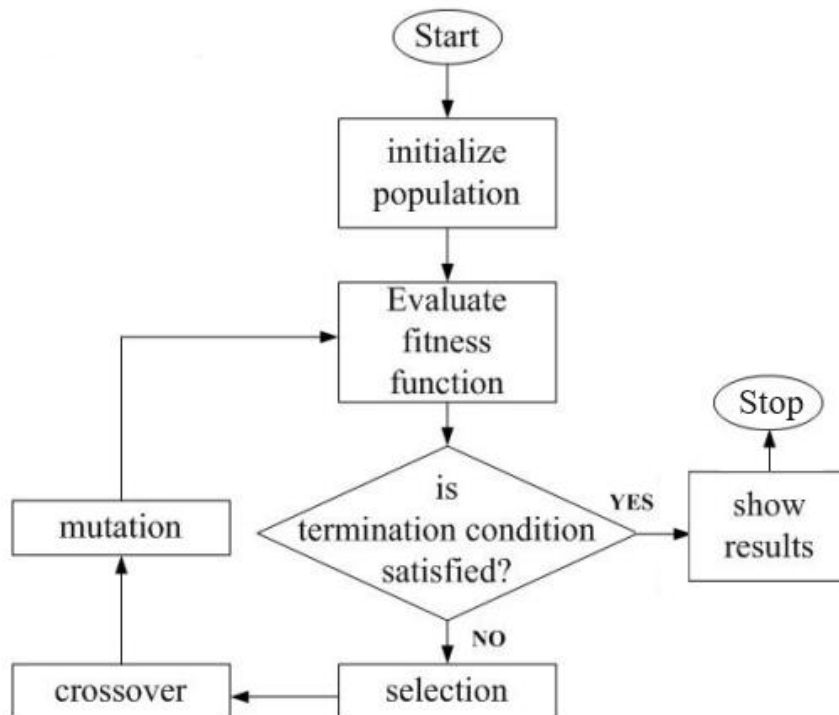 Start
initialize
population
Evaluate
fitness
function
Stop
is
termination condition
satisfied?
YES
show
results
mutation
NO
crossover
selection